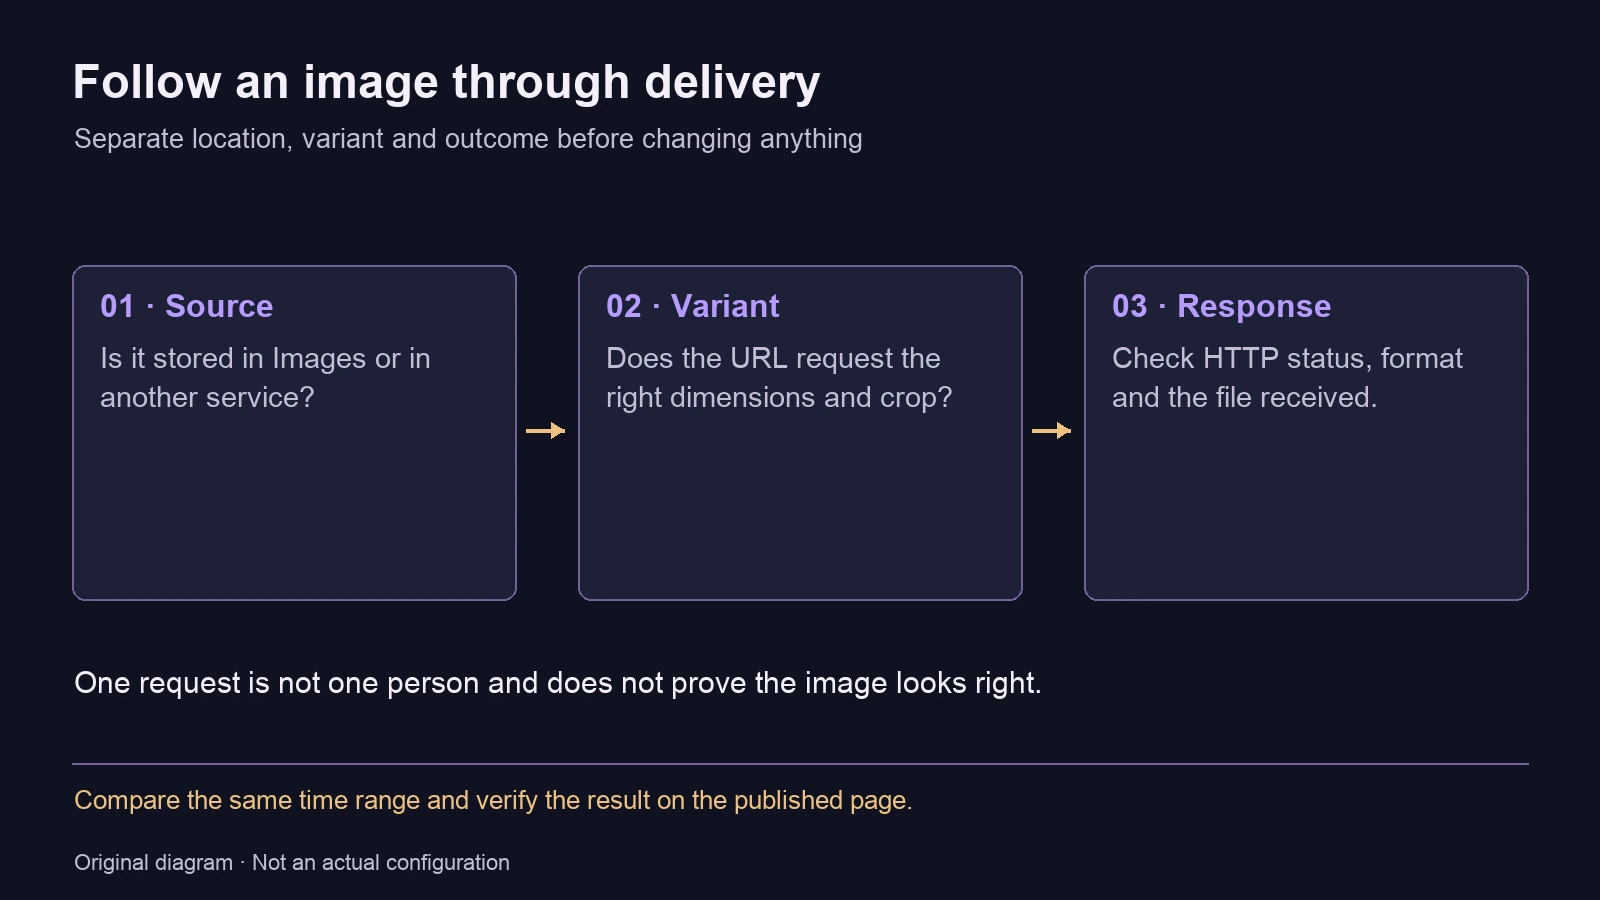 Follow an image through delivery
Separate location, variant and outcome before changing anything
01 · Source
Is it stored in Images or in
another service?
02 · Variant
Does the URL request the
right dimensions and crop?
03 · Response
Check HTTP status, format
and the file received.
One request is not one person and does not prove the image looks right.
Compare the same time range and verify the result on the published page.
Original diagram · Not an actual configuration